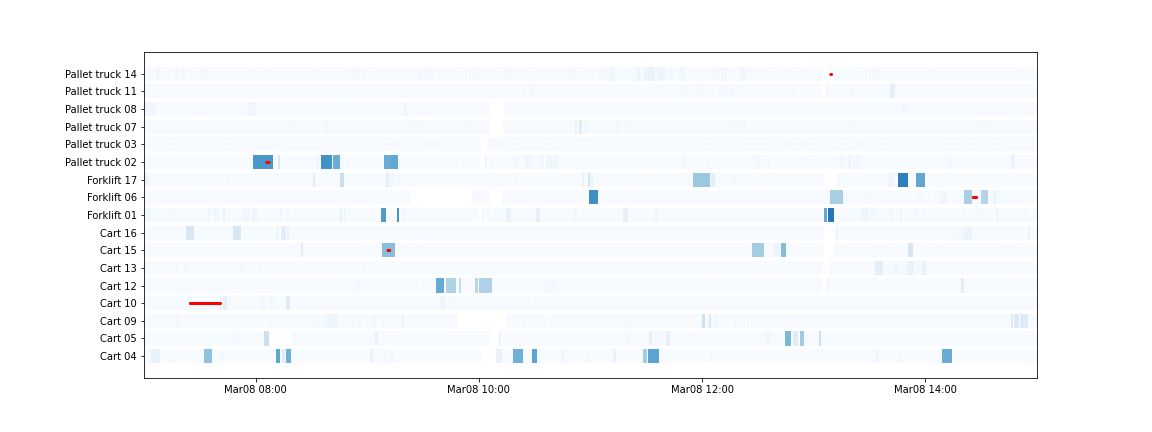 Pallet truck 14
Pallet truck 11
Pallet truck 08
Pallet truck 07
Pallet truck 03
Pallet truck 02
Forklift 17
Forklift 06
Forklift 01
Cart 16
Cart 15
Cart 13
Cart 12
Cart 10
Cart 09
Cart 05
Cart 04
Mar08 08:00 Mar08 10:00 Mar08 12:00 Mar08 14:00